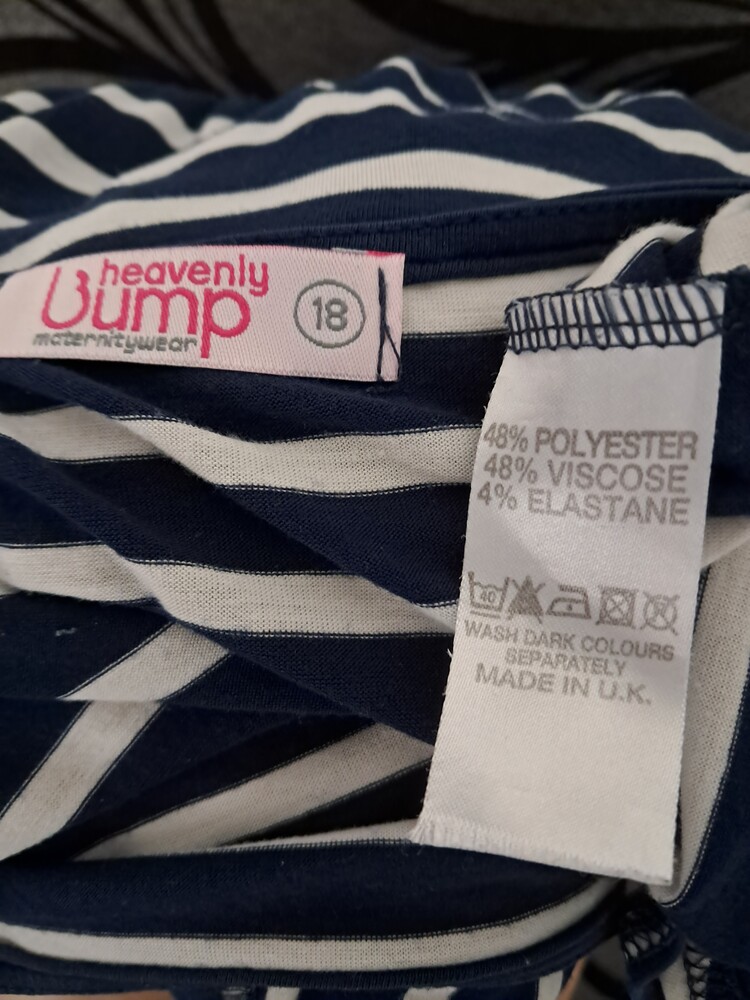 heavenly
Bump
maternitywear
18
48% POLYESTER
48% VISCOSE
4% ELASTANE
40
WASH DARK COLOURS
SEPARATELY
MADE IN U.K.